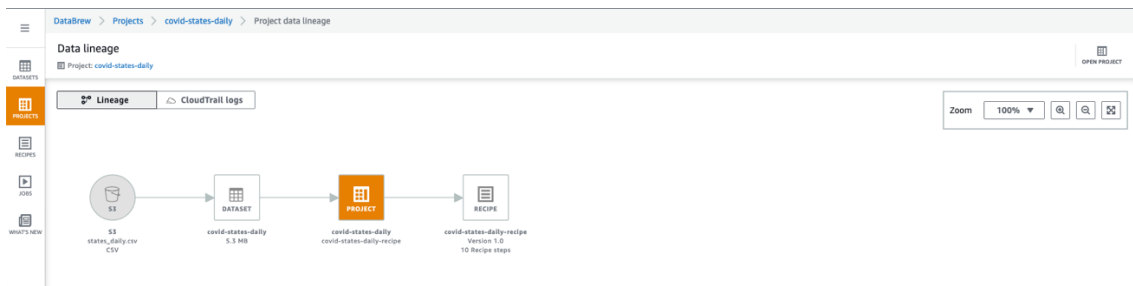 DataBrew > Projects > covid-states-daily > Project data lineage
Data lineage
Project: covid-states-daily
OPEN PROJECT
DATASETS
PROJECTS
RECIPES
JOBS
WHAT'S NEW
Lineage
CloudTrail logs
Zoom
100%
S3
DATASET
PROJECT
RECIPE
S3
states_daily.csv
CSV
covid-states-daily
5.3 MB
covid-states-daily
covid-states-daily-recipe
covid-states-daily-recipe
Version 1.0
10 Recipe steps